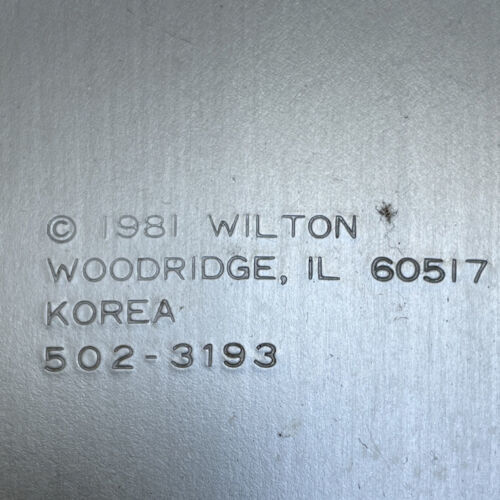 © 1981 WILTON
WOODRIDGE, IL 60517
KOREA
502-3193